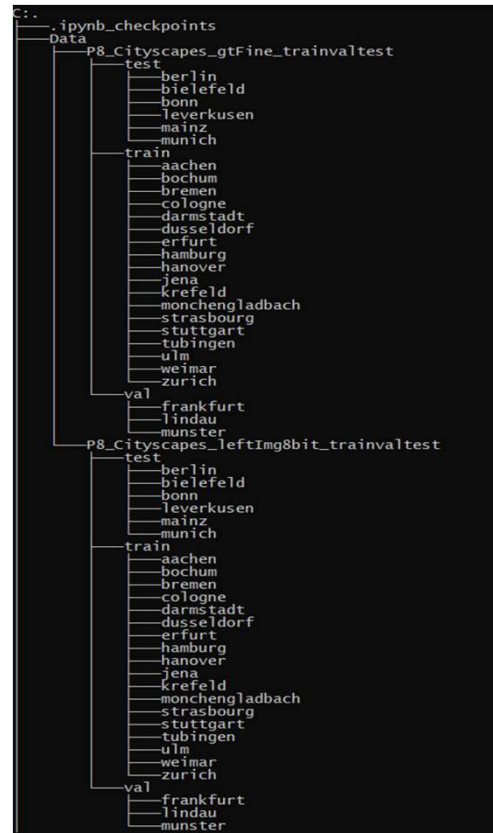 C:.
├───.ipynb_checkpoints
├───Data
│   ├───P8_Cityscapes_gtFine_trainvaltest
│   │   ├───test
│   │   │   ├───berlin
│   │   │   ├───bielefeld
│   │   │   ├───bonn
│   │   │   ├───leverkusen
│   │   │   ├───mainz
│   │   │   └───munich
│   │   ├───train
│   │   │   ├───aachen
│   │   │   ├───bochum
│   │   │   ├───bremen
│   │   │   ├───cologne
│   │   │   ├───darmstadt
│   │   │   ├───dusseldorf
│   │   │   ├───erfurt
│   │   │   ├───hamburg
│   │   │   ├───hanover
│   │   │   ├───jena
│   │   │   ├───krefeld
│   │   │   ├───monchengladbach
│   │   │   ├───strasbourg
│   │   │   ├───stuttgart
│   │   │   ├───tubingen
│   │   │   ├───ulm
│   │   │   ├───weimar
│   │   │   └───zurich
│   │   └───val
│   │       ├───frankfurt
│   │       ├───lindau
│   │       └───munster
│   └───P8_Cityscapes_leftImg8bit_trainvaltest
│       ├───test
│       │   ├───berlin
│       │   ├───bielefeld
│       │   ├───bonn
│       │   ├───leverkusen
│       │   ├───mainz
│       │   └───munich
│       ├───train
│       │   ├───aachen
│       │   ├───bochum
│       │   ├───bremen
│       │   ├───cologne
│       │   ├───darmstadt
│       │   ├───dusseldorf
│       │   ├───erfurt
│       │   ├───hamburg
│       │   ├───hanover
│       │   ├───jena
│       │   ├───krefeld
│       │   ├───monchengladbach
│       │   ├───strasbourg
│       │   ├───stuttgart
│       │   ├───tubingen
│       │   ├───ulm
│       │   ├───weimar
│       │   └───zurich
│       └───val
│           ├───frankfurt
│           ├───lindau
│           └───munster